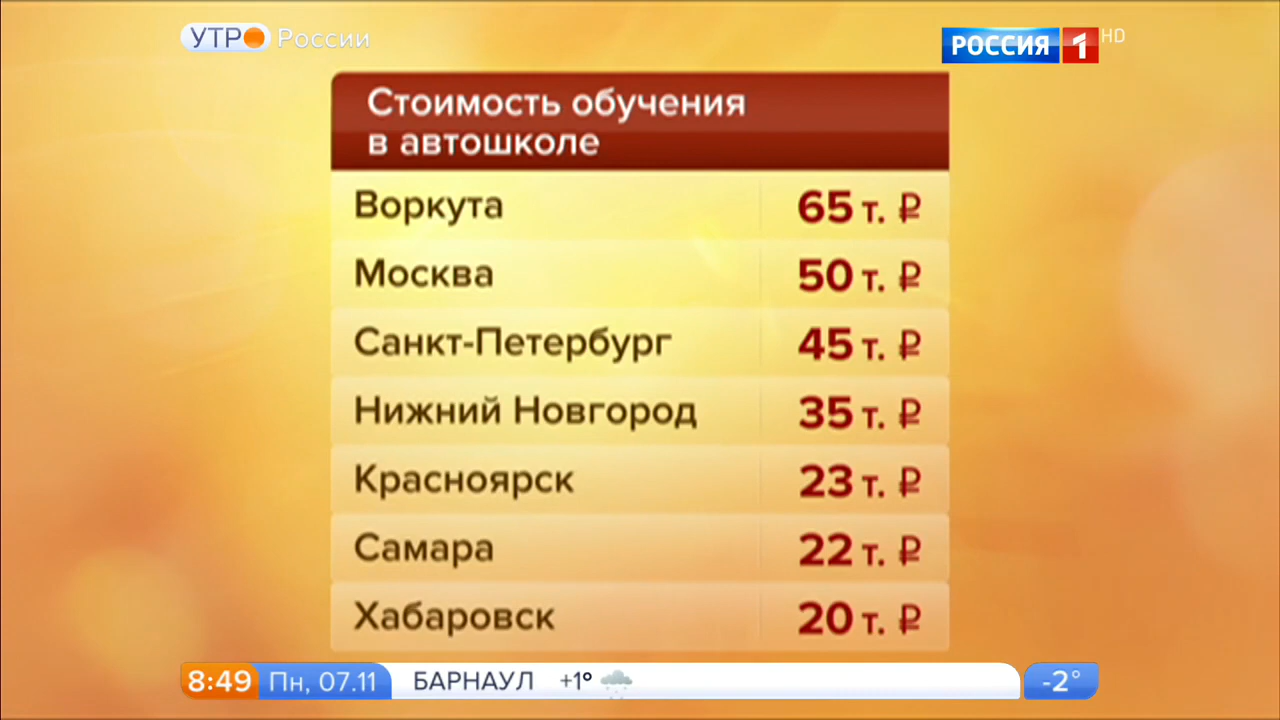 УТРО России
РОССИЯ 1 HD
Стоимость обучения
в автошколе
Воркута 65 т. ₽
Москва 50 т. ₽
Санкт-Петербург 45 т. ₽
Нижний Новгород 35 т. ₽
Красноярск 23 т. ₽
Самара 22 т. ₽
Хабаровск 20 т. ₽
8:49 Пн, 07.11 БАРНАУЛ +1° -2°